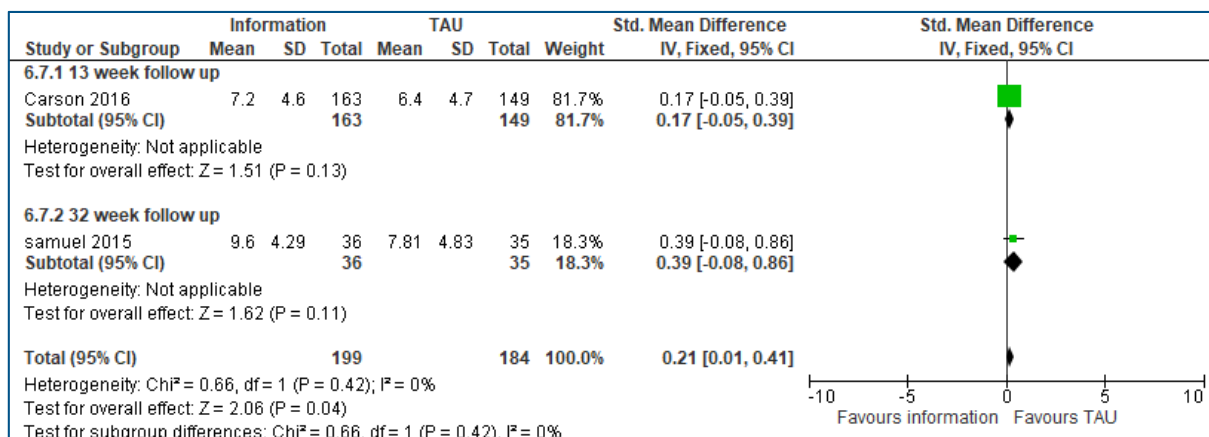 Information TAU Std. Mean Difference Std. Mean Difference
Study or Subgroup Mean SD Total Mean SD Total Weight IV, Fixed, 95% CI IV, Fixed, 95% CI
6.7.1 13 week follow up
Carson 2016 7.2 4.6 163 6.4 4.7 149 81.7% 0.17 [-0.05, 0.39]
Subtotal (95% CI) 163 149 81.7% 0.17 [-0.05, 0.39]
Heterogeneity: Not applicable
Test for overall effect: Z = 1.51 (P = 0.13)
6.7.2 32 week follow up
samuel 2015 9.6 4.29 36 7.81 4.83 35 18.3% 0.39 [-0.08, 0.86]
Subtotal (95% CI) 36 35 18.3% 0.39 [-0.08, 0.86]
Heterogeneity: Not applicable
Test for overall effect: Z = 1.62 (P = 0.11)
Total (95% CI) 199 184 100.0% 0.21 [0.01, 0.41]
Heterogeneity: Chi² = 0.66, df = 1 (P = 0.42); I² = 0%
Test for overall effect: Z = 2.06 (P = 0.04)
Test for subgroup differences: Chi² = 0.66, df = 1 (P = 0.42), I² = 0%
-10 -5 0 5 10
Favours information Favours TAU